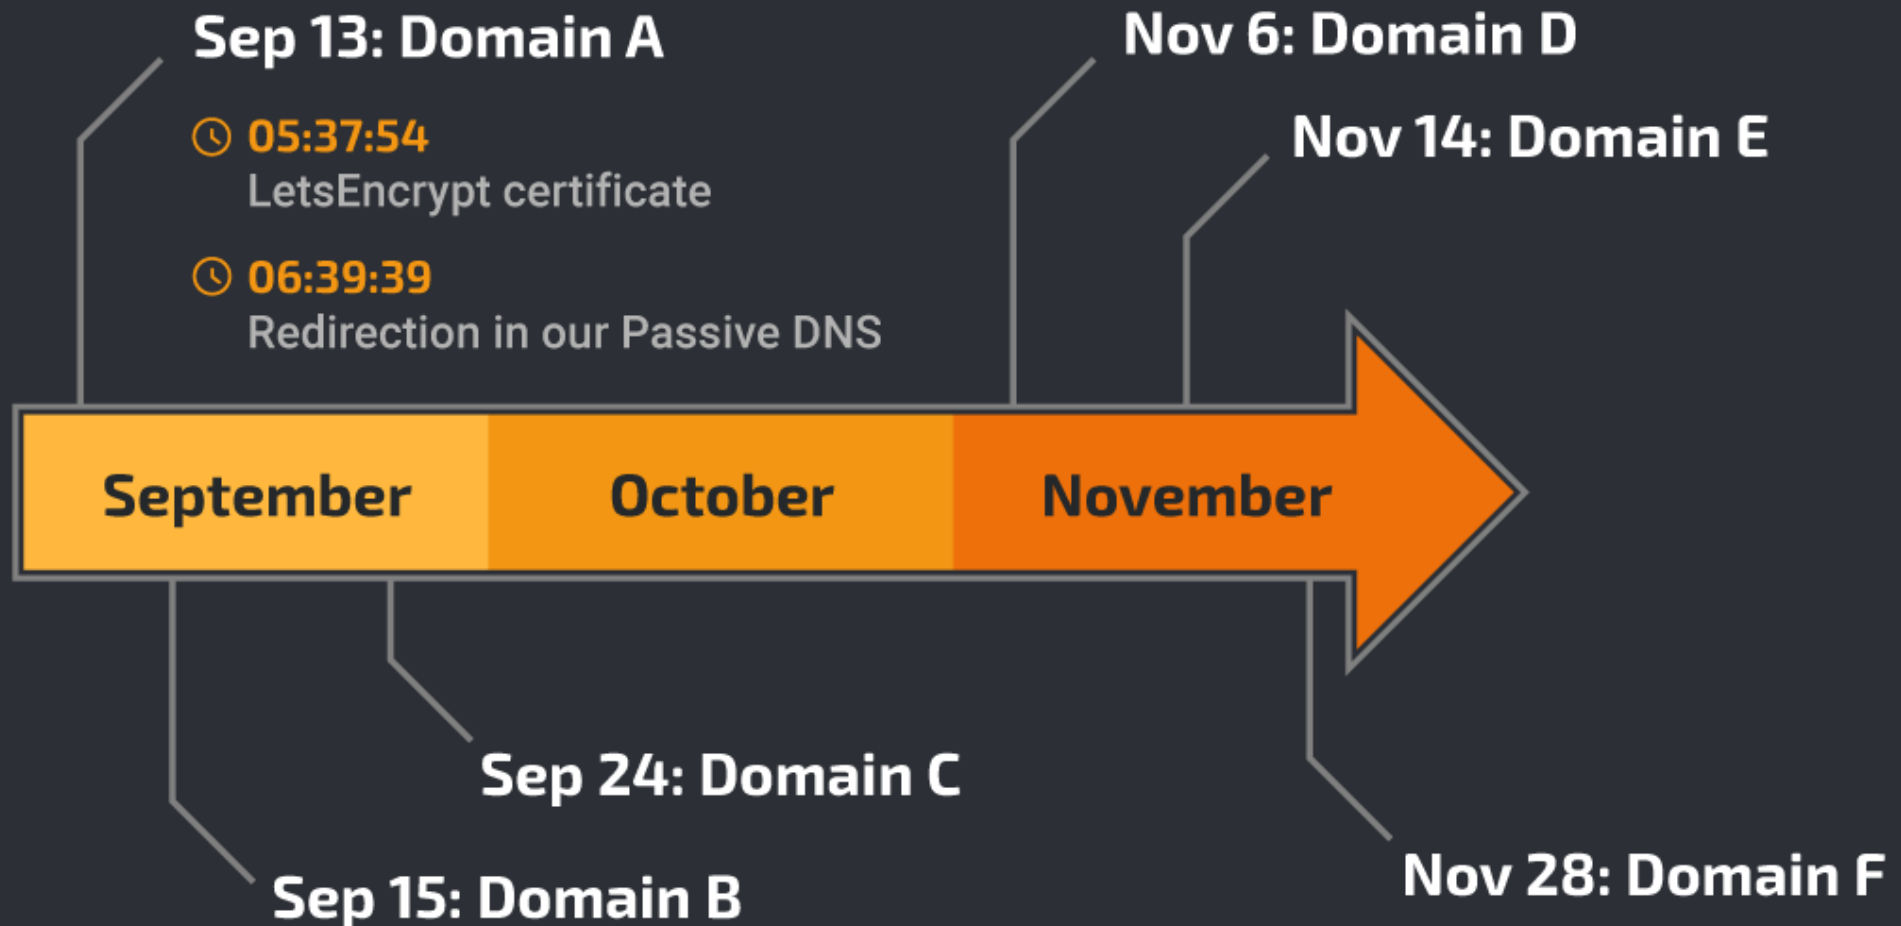 Sep 13: Domain A
05:37:54
LetsEncrypt certificate
06:39:39
Redirection in our Passive DNS
Nov 6: Domain D
Nov 14: Domain E
September
October
November
Sep 24: Domain C
Sep 15: Domain B
Nov 28: Domain F